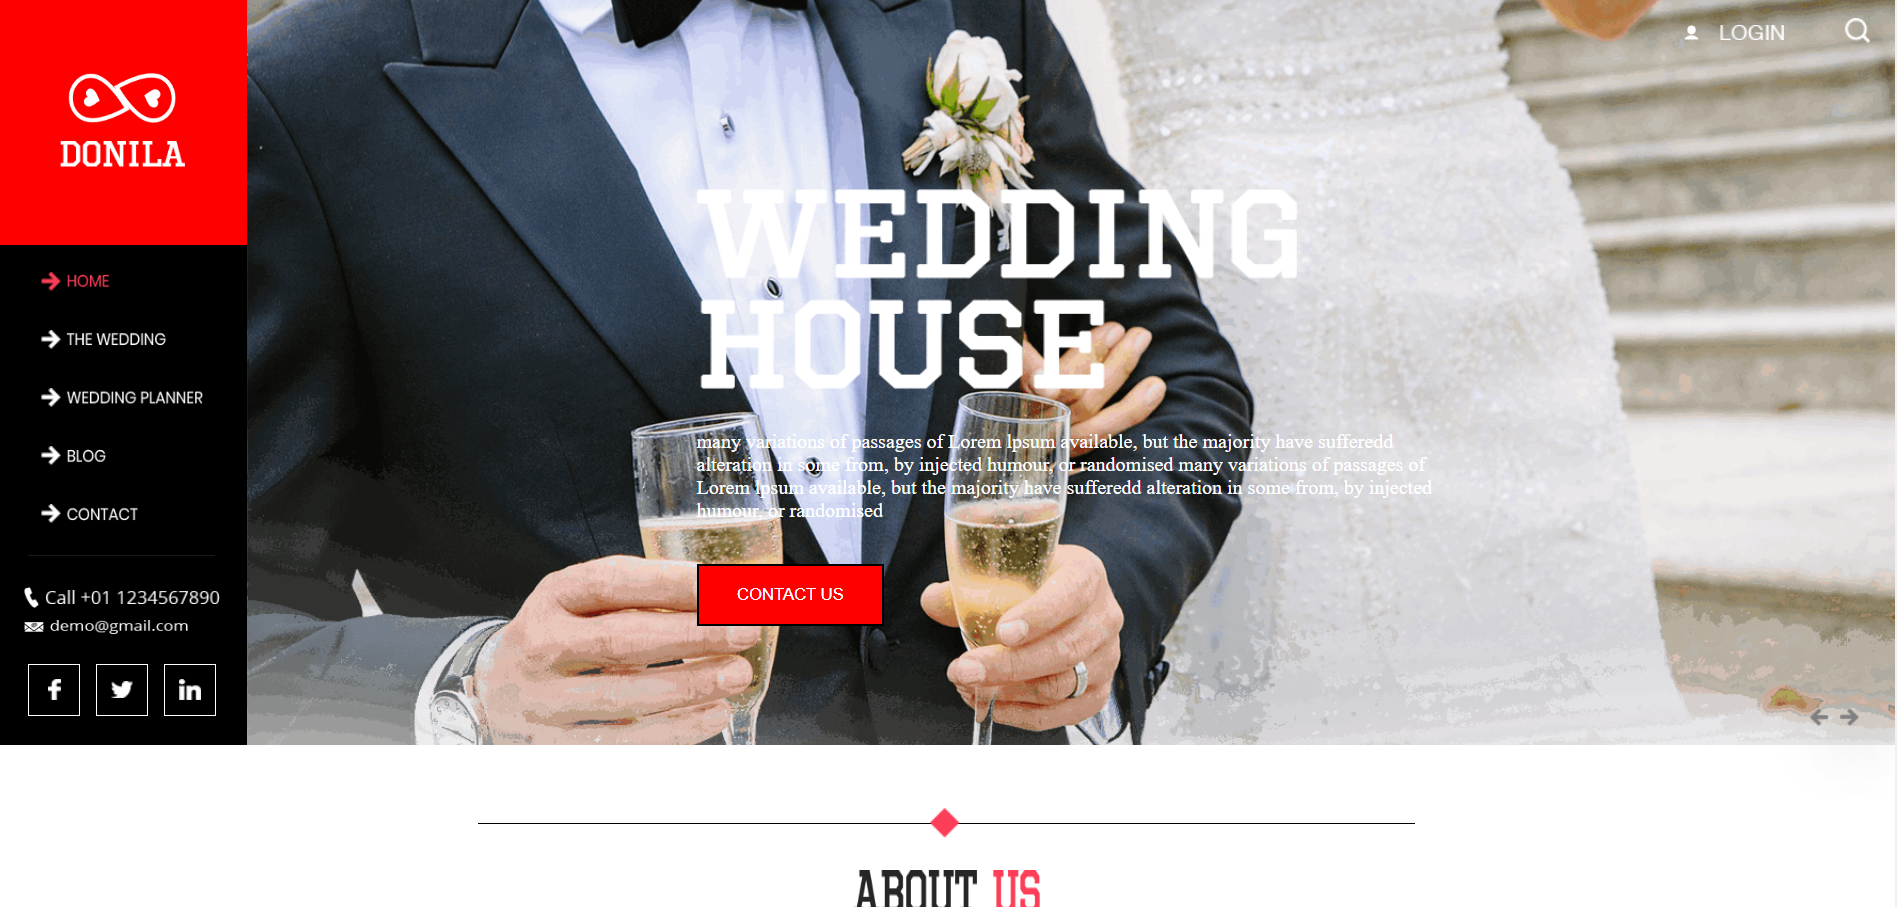 DONILA
HOME
THE WEDDING
WEDDING PLANNER
BLOG
CONTACT
Call +01 1234567890
demo@gmail.com
LOGIN
WEDDING
HOUSE
many variations of passages of Lorem lpsum available, but the majority have sufferedd
alteration in some from, by injected humour, or randomised many variations of passages of
Lorem lpsum available, but the majority have sufferedd alteration in some from, by injected
humour, or randomised
CONTACT US
ABOUT US